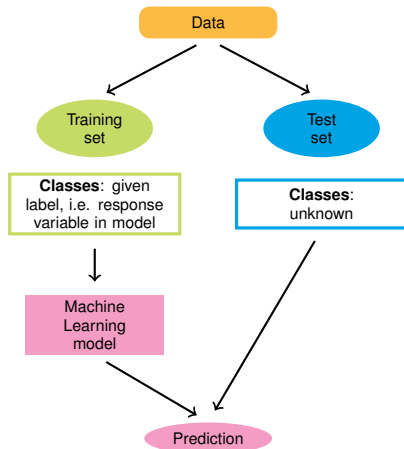 Data
Training
set
Test
set
Classes: given
label, i.e. response
variable in model
Classes:
unknown
Machine
Learning
model
Prediction